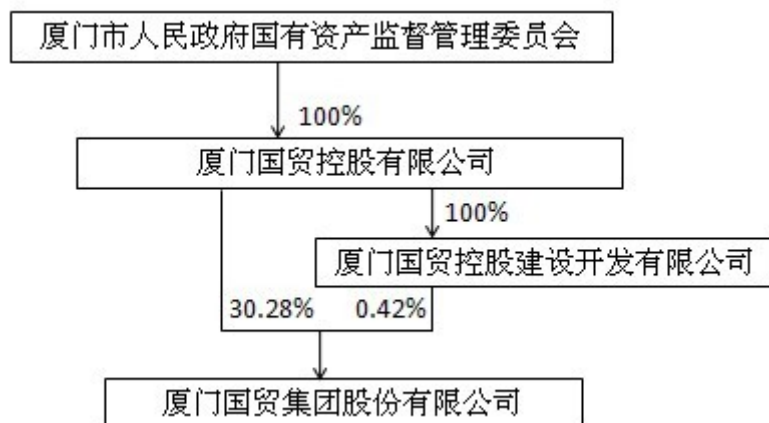 厦门市人民政府国有资产监督管理委员会
100%
厦门国贸控股有限公司
100%
厦门国贸控股建设开发有限公司
30.28%
0.42%
厦门国贸集团股份有限公司